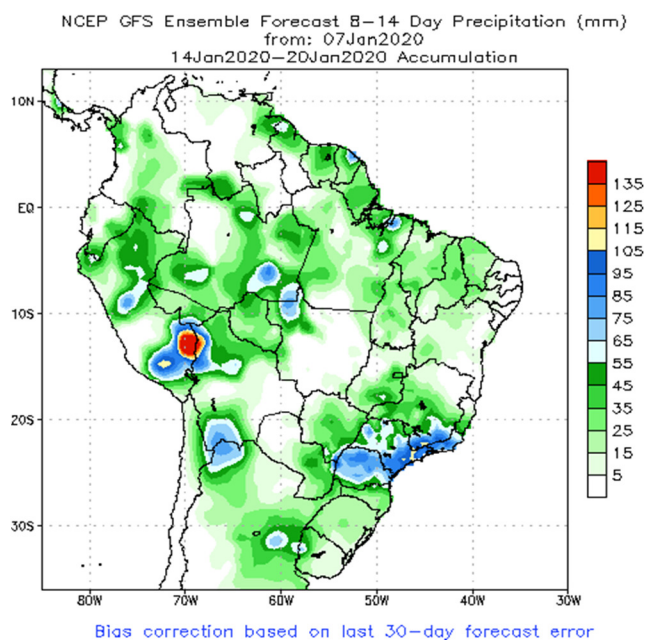 NCEP GFS Ensemble Forecast 8-14 Day Precipitation (mm)
from: 07Jan2020
14Jan2020-20Jan2020 Accumulation
10N
EQ
10S
20S
30S
80W 70W 60W 50W 40W 30W
135
125
115
105
95
85
75
65
55
45
35
25
15
5
Bias correction based on last 30-day forecast error